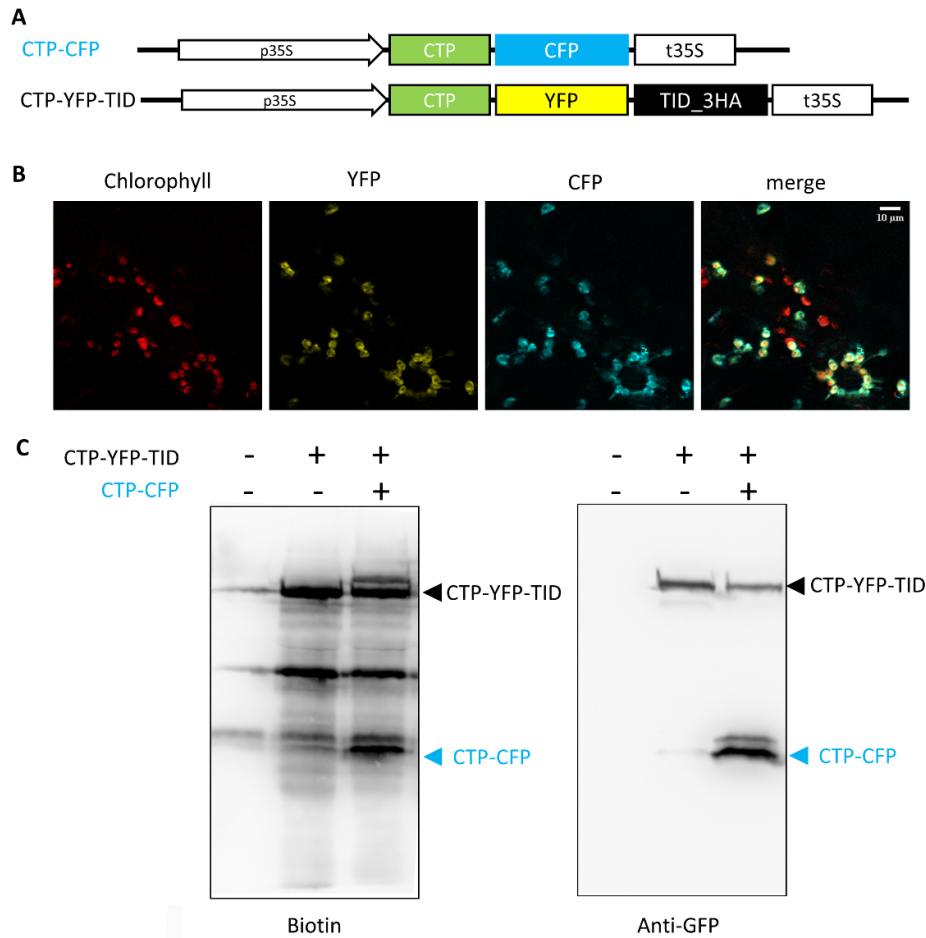 A
CTP-CFP p35S CTP CFP t35S
CTP-YFP-TID p35S CTP YFP TID_3HA t35S
B
Chlorophyll YFP CFP merge
10 μm
C
CTP-YFP-TID - + + - + +
CTP-CFP - - + - - +
CTP-YFP-TID CTP-YFP-TID
CTP-CFP CTP-CFP
Biotin Anti-GFP